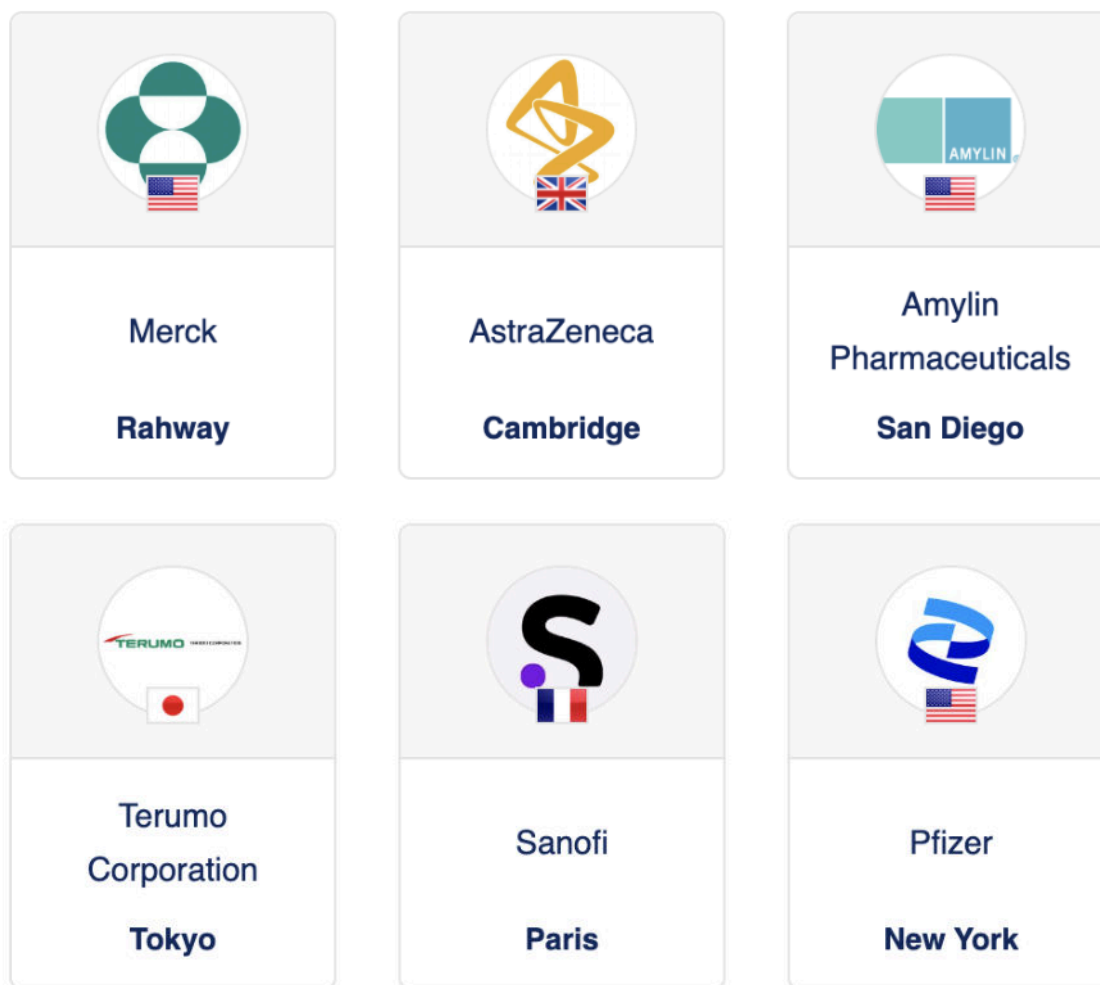 AMYLIN
Merck
AstraZeneca
Amylin
Pharmaceuticals
Rahway
Cambridge
San Diego
TERUMO
Terumo
Corporation
Sanofi
Pfizer
Tokyo
Paris
New York